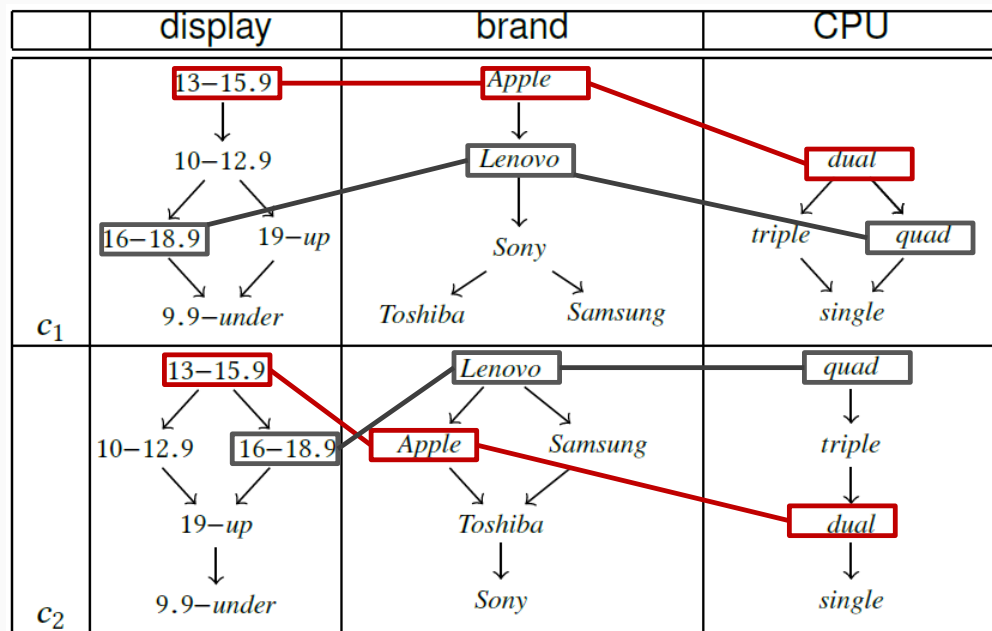 display brand CPU
13−15.9 Apple
10−12.9 Lenovo dual
16−18.9 19−up Sony triple quad
c1 9.9−under Toshiba Samsung single
13−15.9 Lenovo quad
10−12.9 16−18.9 Apple Samsung triple
19−up Toshiba dual
c2 9.9−under Sony single